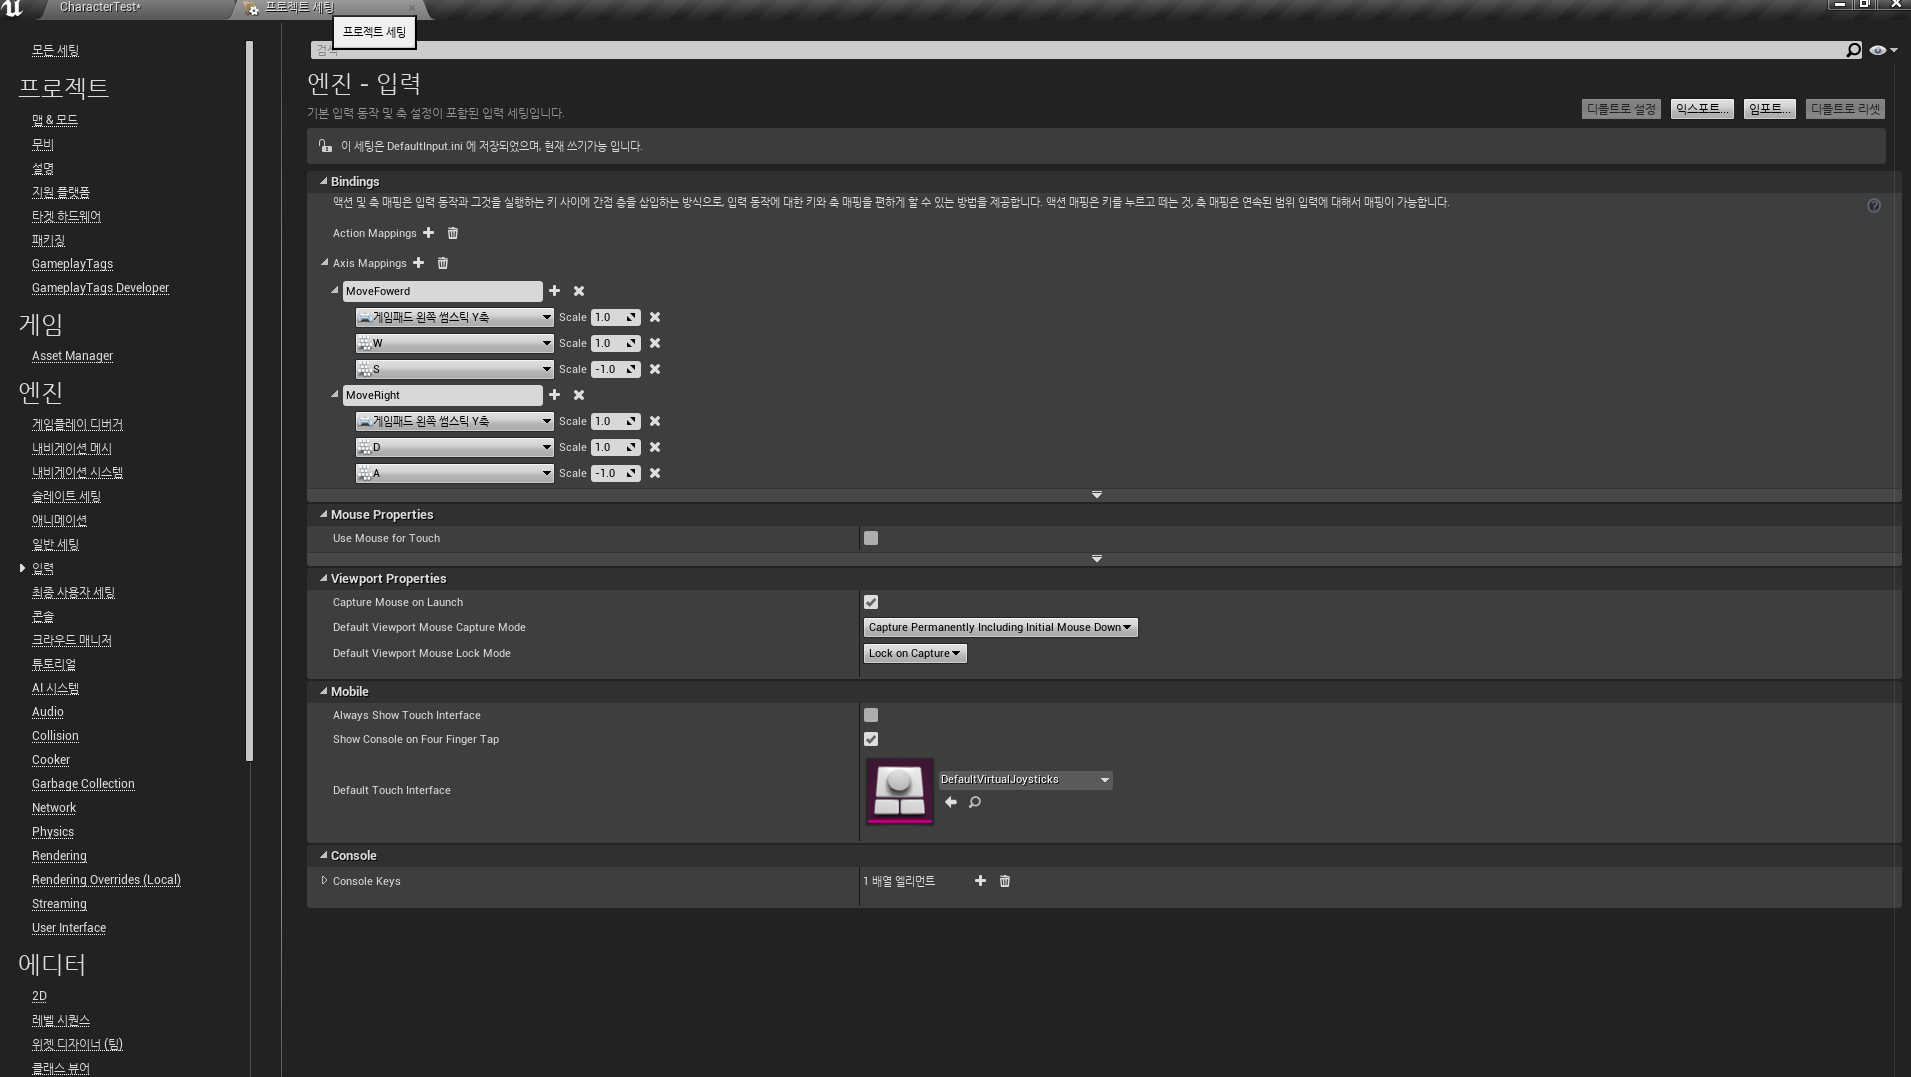 CharacterTest*
프로젝트 세팅
프로젝트 세팅
모든 세팅
프로젝트
맵 & 모드
무비
설명
지원 플랫폼
타겟 하드웨어
패키징
GameplayTags
GameplayTags Developer
게임
Asset Manager
엔진
게임플레이 디버거
내비게이션 메시
내비게이션 시스템
슬레이트 세팅
애니메이션
일반 세팅
입력
최종 사용자 세팅
콘솔
크라우드 매니저
튜토리얼
AI 시스템
Audio
Collision
Cooker
Garbage Collection
Network
Physics
Rendering
Rendering Overrides (Local)
Streaming
User Interface
에디터
2D
레벨 시퀀스
위젯 디자이너 (팀)
클래스 뷰어
검색
엔진 - 입력
기본 입력 동작 및 축 설정이 포함된 입력 세팅입니다.
디폴트로 설정 익스포트... 임포트... 디폴트로 리셋
이 세팅은 DefaultInput.ini 에 저장되었으며, 현재 쓰기가능 입니다.
Bindings
액션 및 축 매핑은 입력 동작과 그것을 실행하는 키 사이에 간접 층을 삽입하는 방식으로, 입력 동작에 대한 키와 축 매핑을 편하게 할 수 있는 방법을 제공합니다. 액션 매핑은 키를 누르고 떼는 것, 축 매핑은 연속된 범위 입력에 대해서 매핑이 가능합니다.
Action Mappings
Axis Mappings
MoveFowerd
게임패드 왼쪽 썸스틱 Y축 Scale 1.0
W Scale 1.0
S Scale -1.0
MoveRight
게임패드 왼쪽 썸스틱 Y축 Scale 1.0
D Scale 1.0
A Scale -1.0
Mouse Properties
Use Mouse for Touch
Viewport Properties
Capture Mouse on Launch
Default Viewport Mouse Capture Mode Capture Permanently Including Initial Mouse Down
Default Viewport Mouse Lock Mode Lock on Capture
Mobile
Always Show Touch Interface
Show Console on Four Finger Tap
Default Touch Interface DefaultVirtualJoysticks
Console
Console Keys 1 배열 엘리먼트